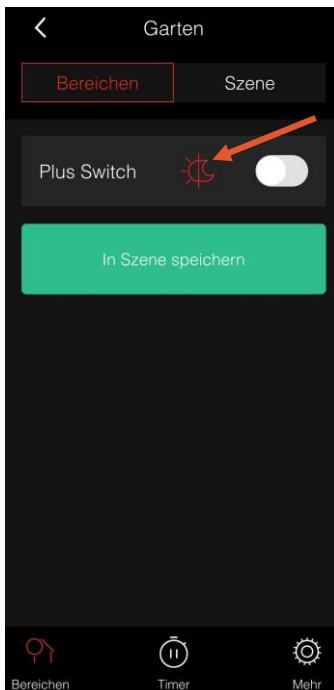 Garten
Bereichen Szene
Plus Switch
In Szene speichern
Bereichen Timer Mehr